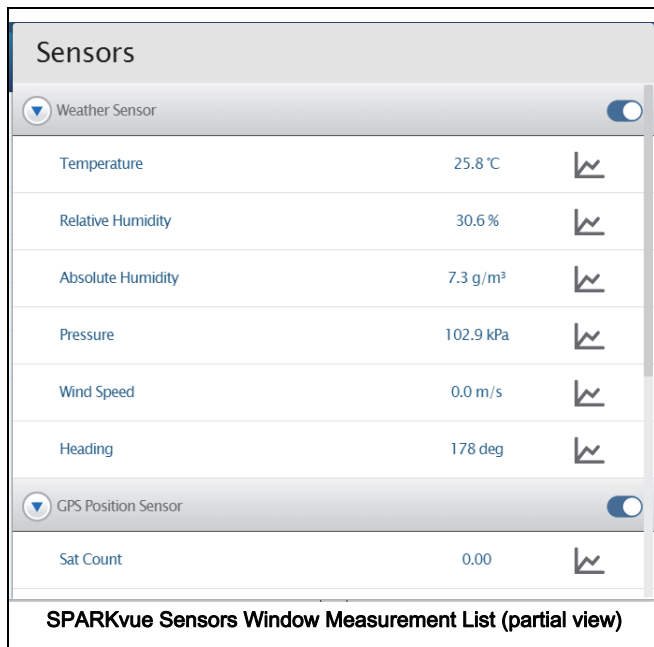 Sensors
Weather Sensor
Temperature 25.8 °C
Relative Humidity 30.6 %
Absolute Humidity 7.3 g/m³
Pressure 102.9 kPa
Wind Speed 0.0 m/s
Heading 178 deg
GPS Position Sensor
Sat Count 0.00
SPARKvue Sensors Window Measurement List (partial view)